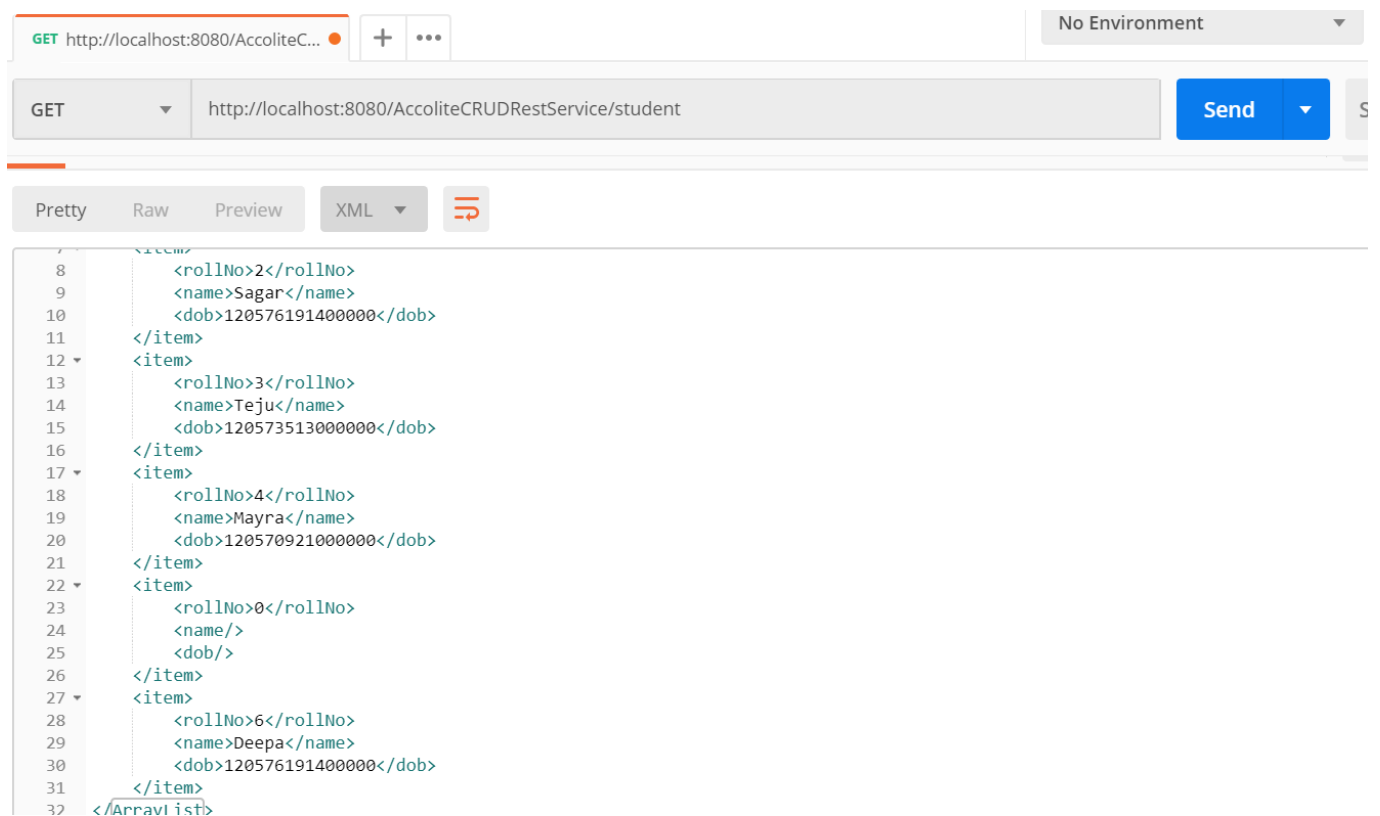 GET http://localhost:8080/AccoliteC...
No Environment
GET http://localhost:8080/AccoliteCRUDRestService/student Send S
Pretty Raw Preview XML
7 <item>
8 <rollNo>2</rollNo>
9 <name>Sagar</name>
10 <dob>120576191400000</dob>
11 </item>
12 <item>
13 <rollNo>3</rollNo>
14 <name>Teju</name>
15 <dob>120573513000000</dob>
16 </item>
17 <item>
18 <rollNo>4</rollNo>
19 <name>Mayra</name>
20 <dob>120570921000000</dob>
21 </item>
22 <item>
23 <rollNo>0</rollNo>
24 <name/>
25 <dob/>
26 </item>
27 <item>
28 <rollNo>6</rollNo>
29 <name>Deepa</name>
30 <dob>120576191400000</dob>
31 </item>
32 </ArrayList>